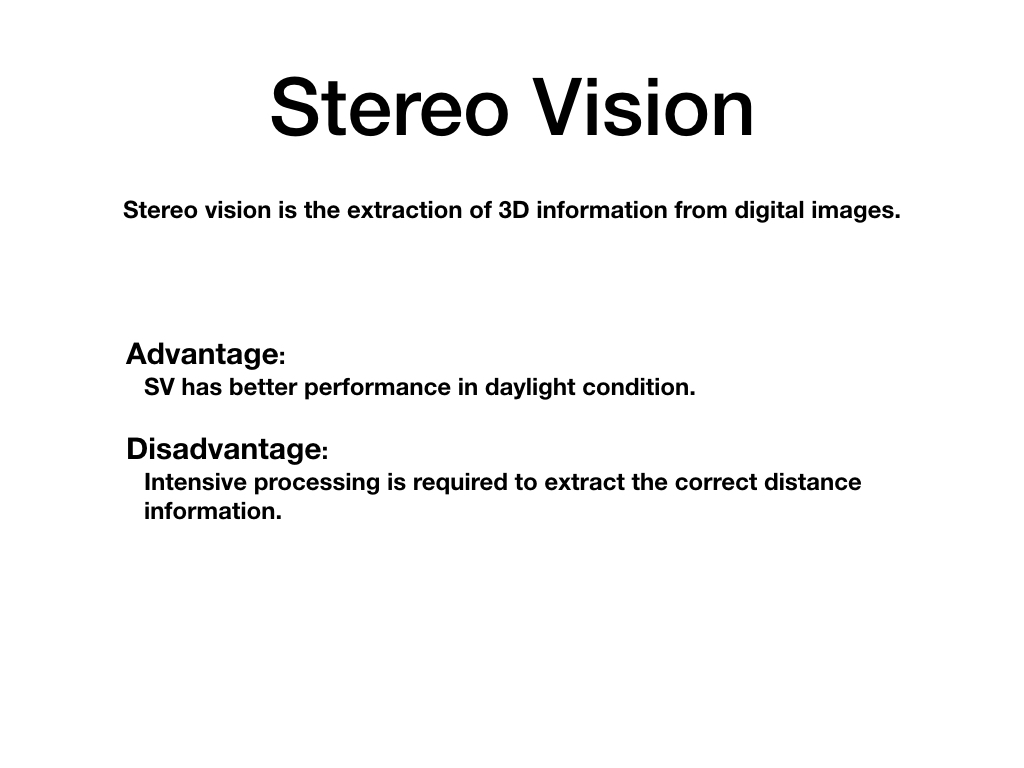 Stereo Vision
Stereo vision is the extraction of 3D information from digital images.
Advantage:
SV has better performance in daylight condition.
Disadvantage:
Intensive processing is required to extract the correct distance
information.